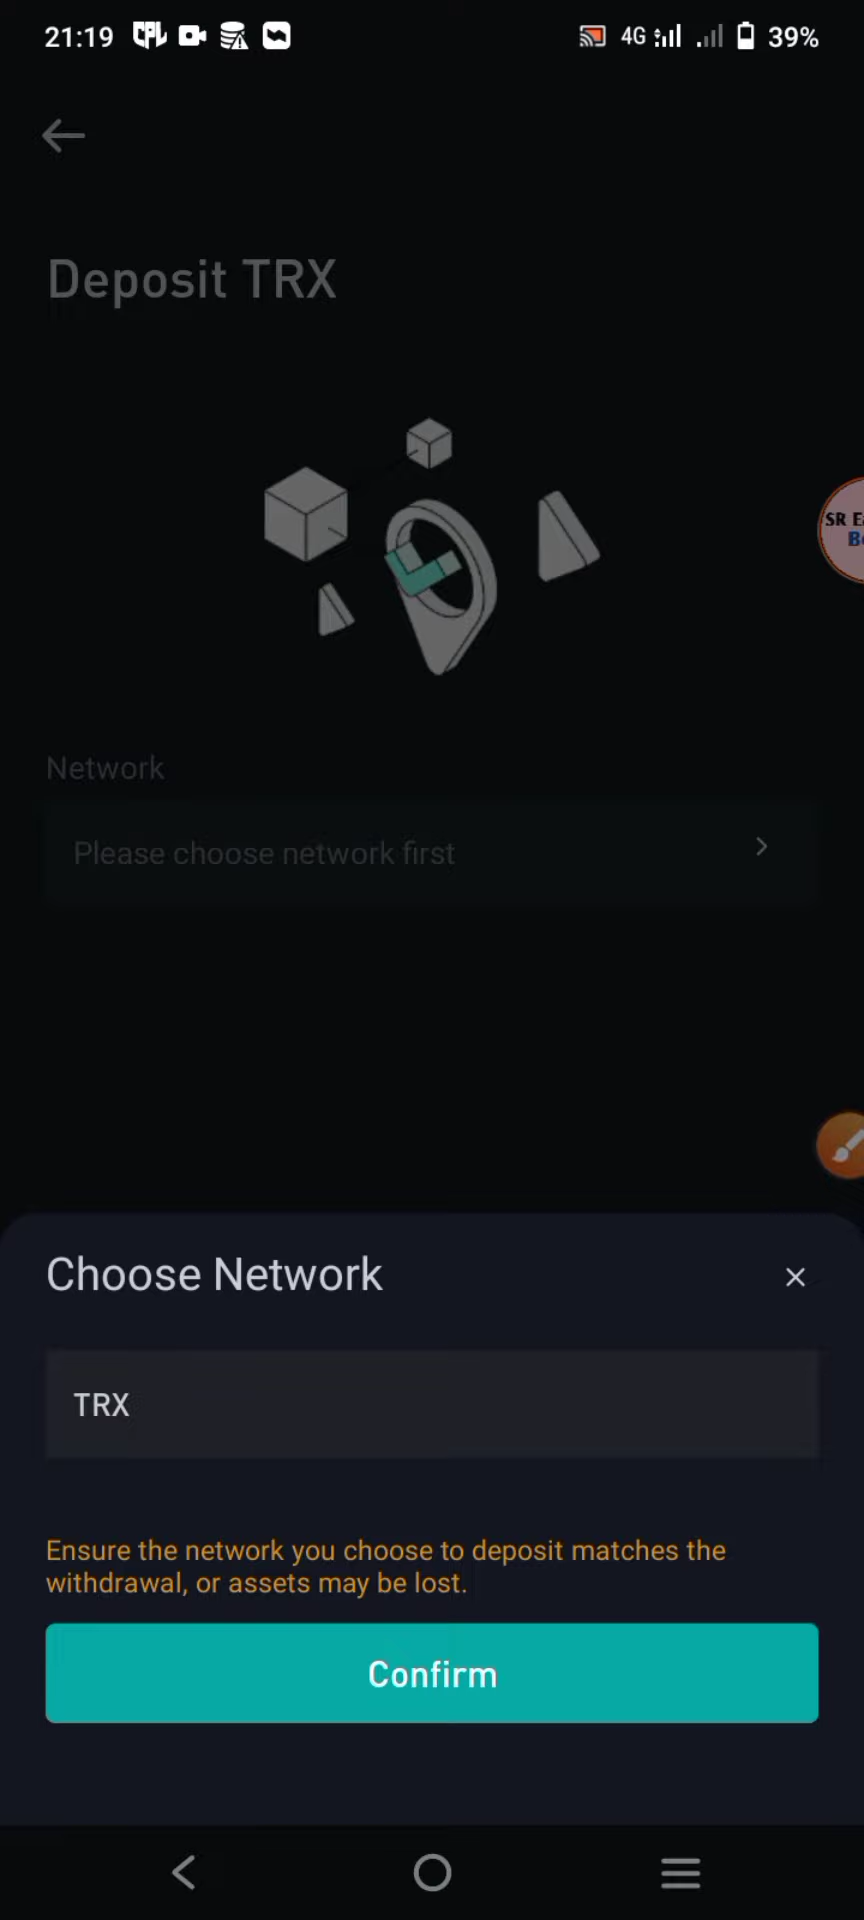 21:19
4G
39%
Deposit TRX
SR
Network
Please choose network first
Choose Network
TRX
Ensure the network you choose to deposit matches the
withdrawal, or assets may be lost.
Confirm